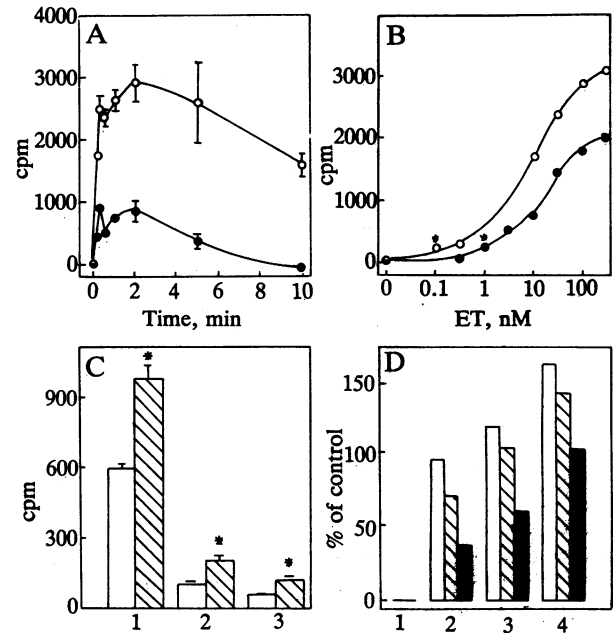 A
4000
3000
2000
1000
0
cpm
0 2 4 6 8 10
Time, min
B
3000
2000
1000
0
cpm
* *
0 0.1 1 10 100
ET, nM
C
900
600
300
0
cpm
* * *
1 2 3
D
150
100
50
0
% of control
1 2 3 4